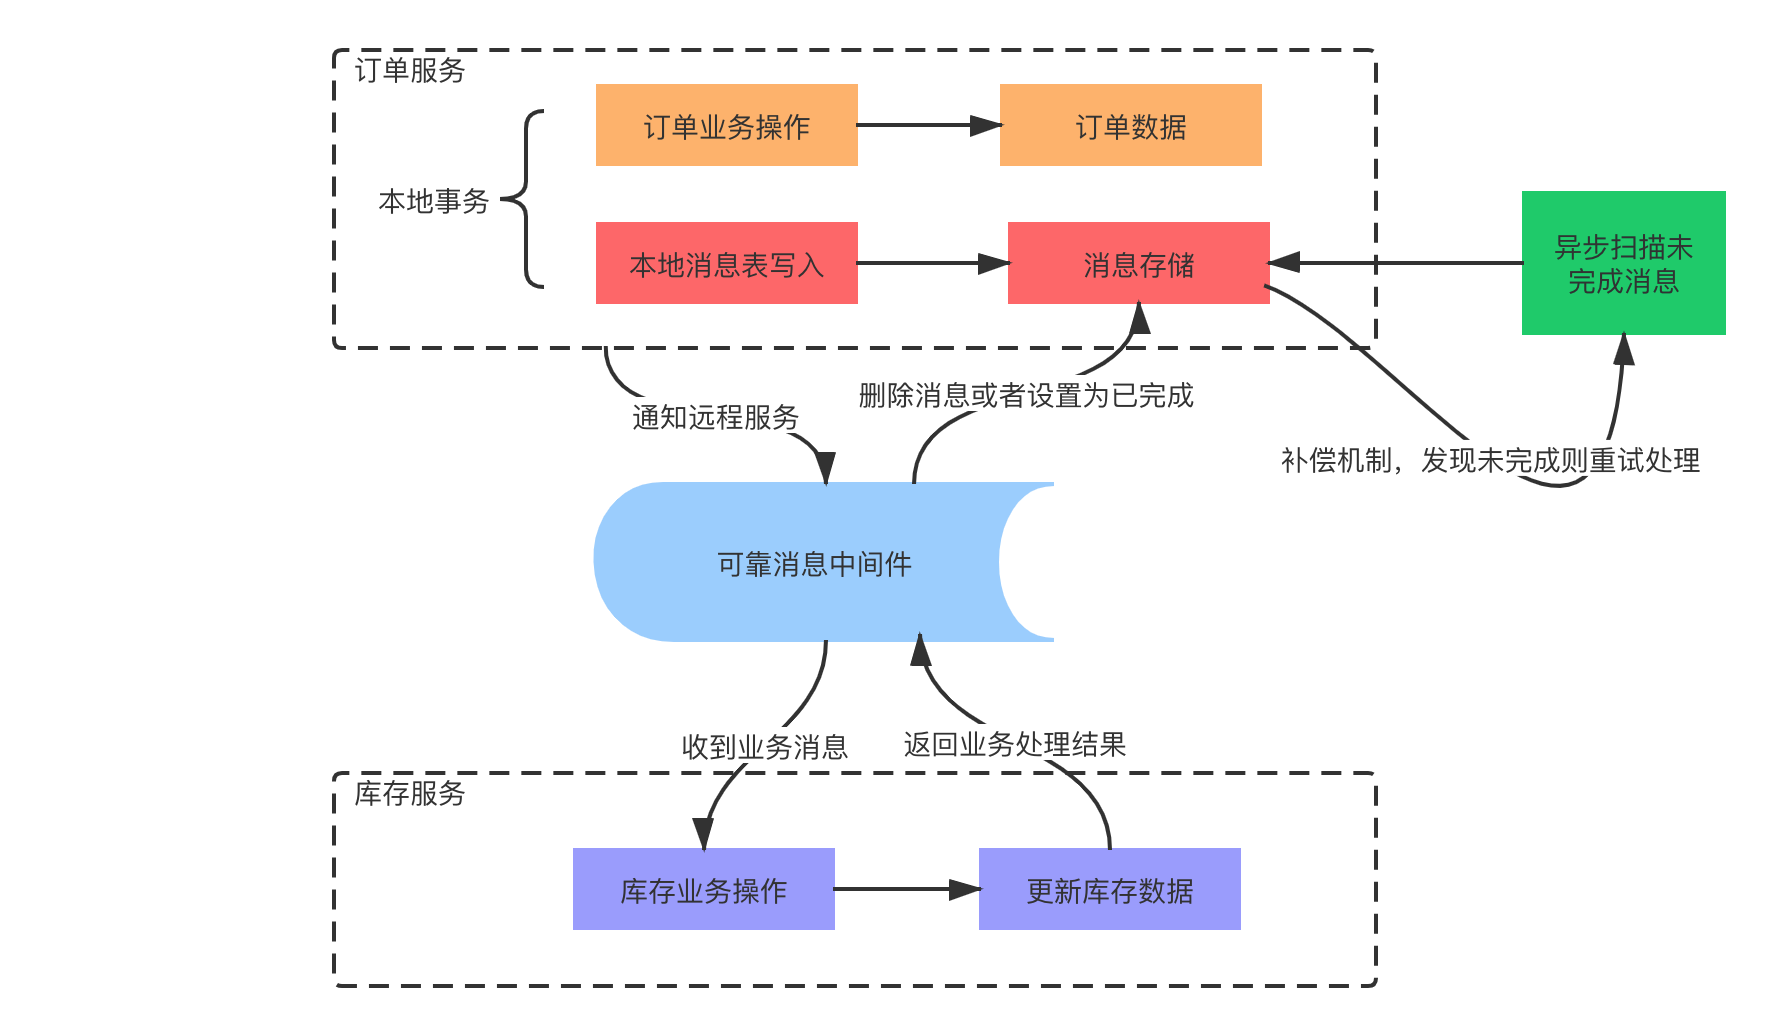 订单服务
订单业务操作
订单数据
本地事务
本地消息表写入
消息存储
异步扫描未
完成消息
删除消息或者设置为已完成
通知远程服务
补偿机制，发现未完成则重试处理
可靠消息中间件
收到业务消息
返回业务处理结果
库存服务
库存业务操作
更新库存数据